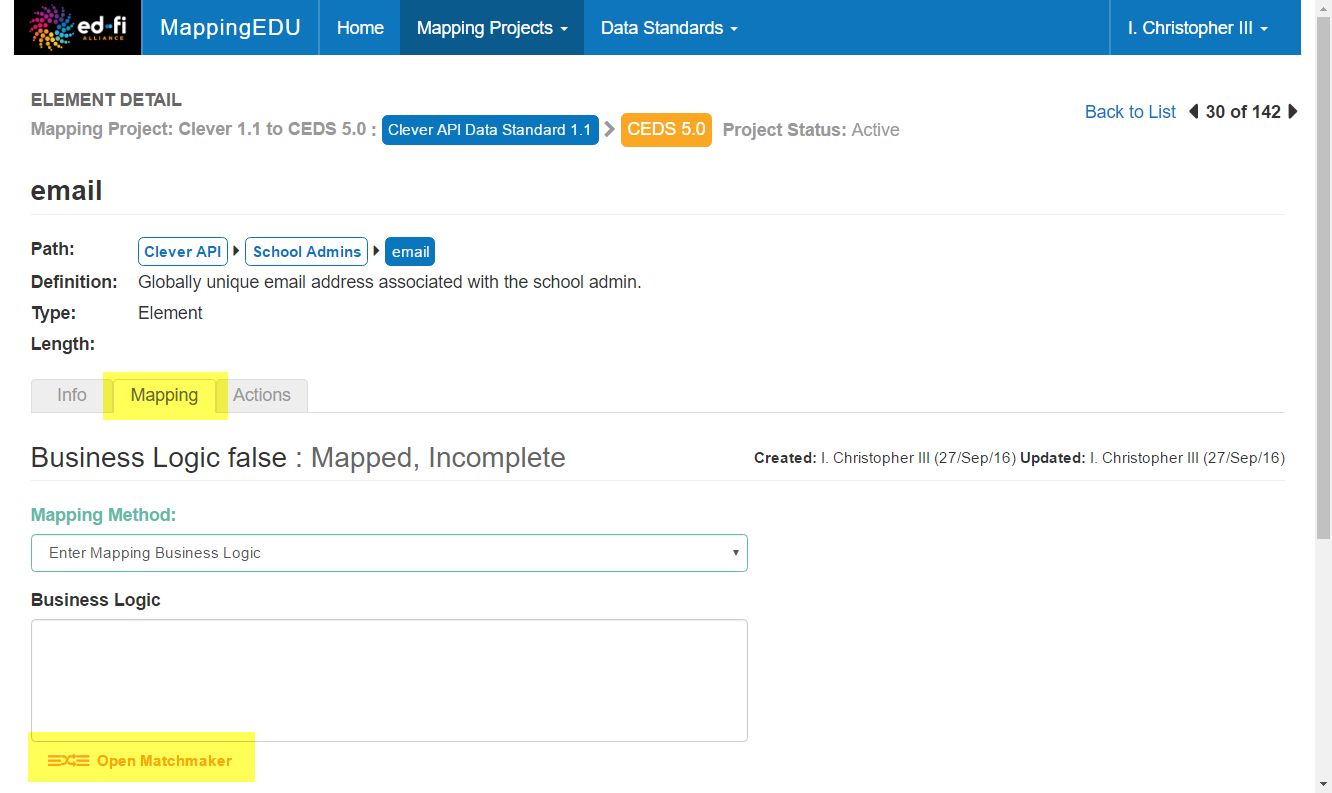 ed-fi ALLIANCE MappingEDU Home Mapping Projects Data Standards I. Christopher III
ELEMENT DETAIL
Mapping Project: Clever 1.1 to CEDS 5.0 : Clever API Data Standard 1.1 CEDS 5.0 Project Status: Active
Back to List 30 of 142
email
Path: Clever API School Admins email
Definition: Globally unique email address associated with the school admin.
Type: Element
Length:
Info Mapping Actions
Business Logic false : Mapped, Incomplete
Created: I. Christopher III (27/Sep/16) Updated: I. Christopher III (27/Sep/16)
Mapping Method:
Enter Mapping Business Logic
Business Logic
Open Matchmaker